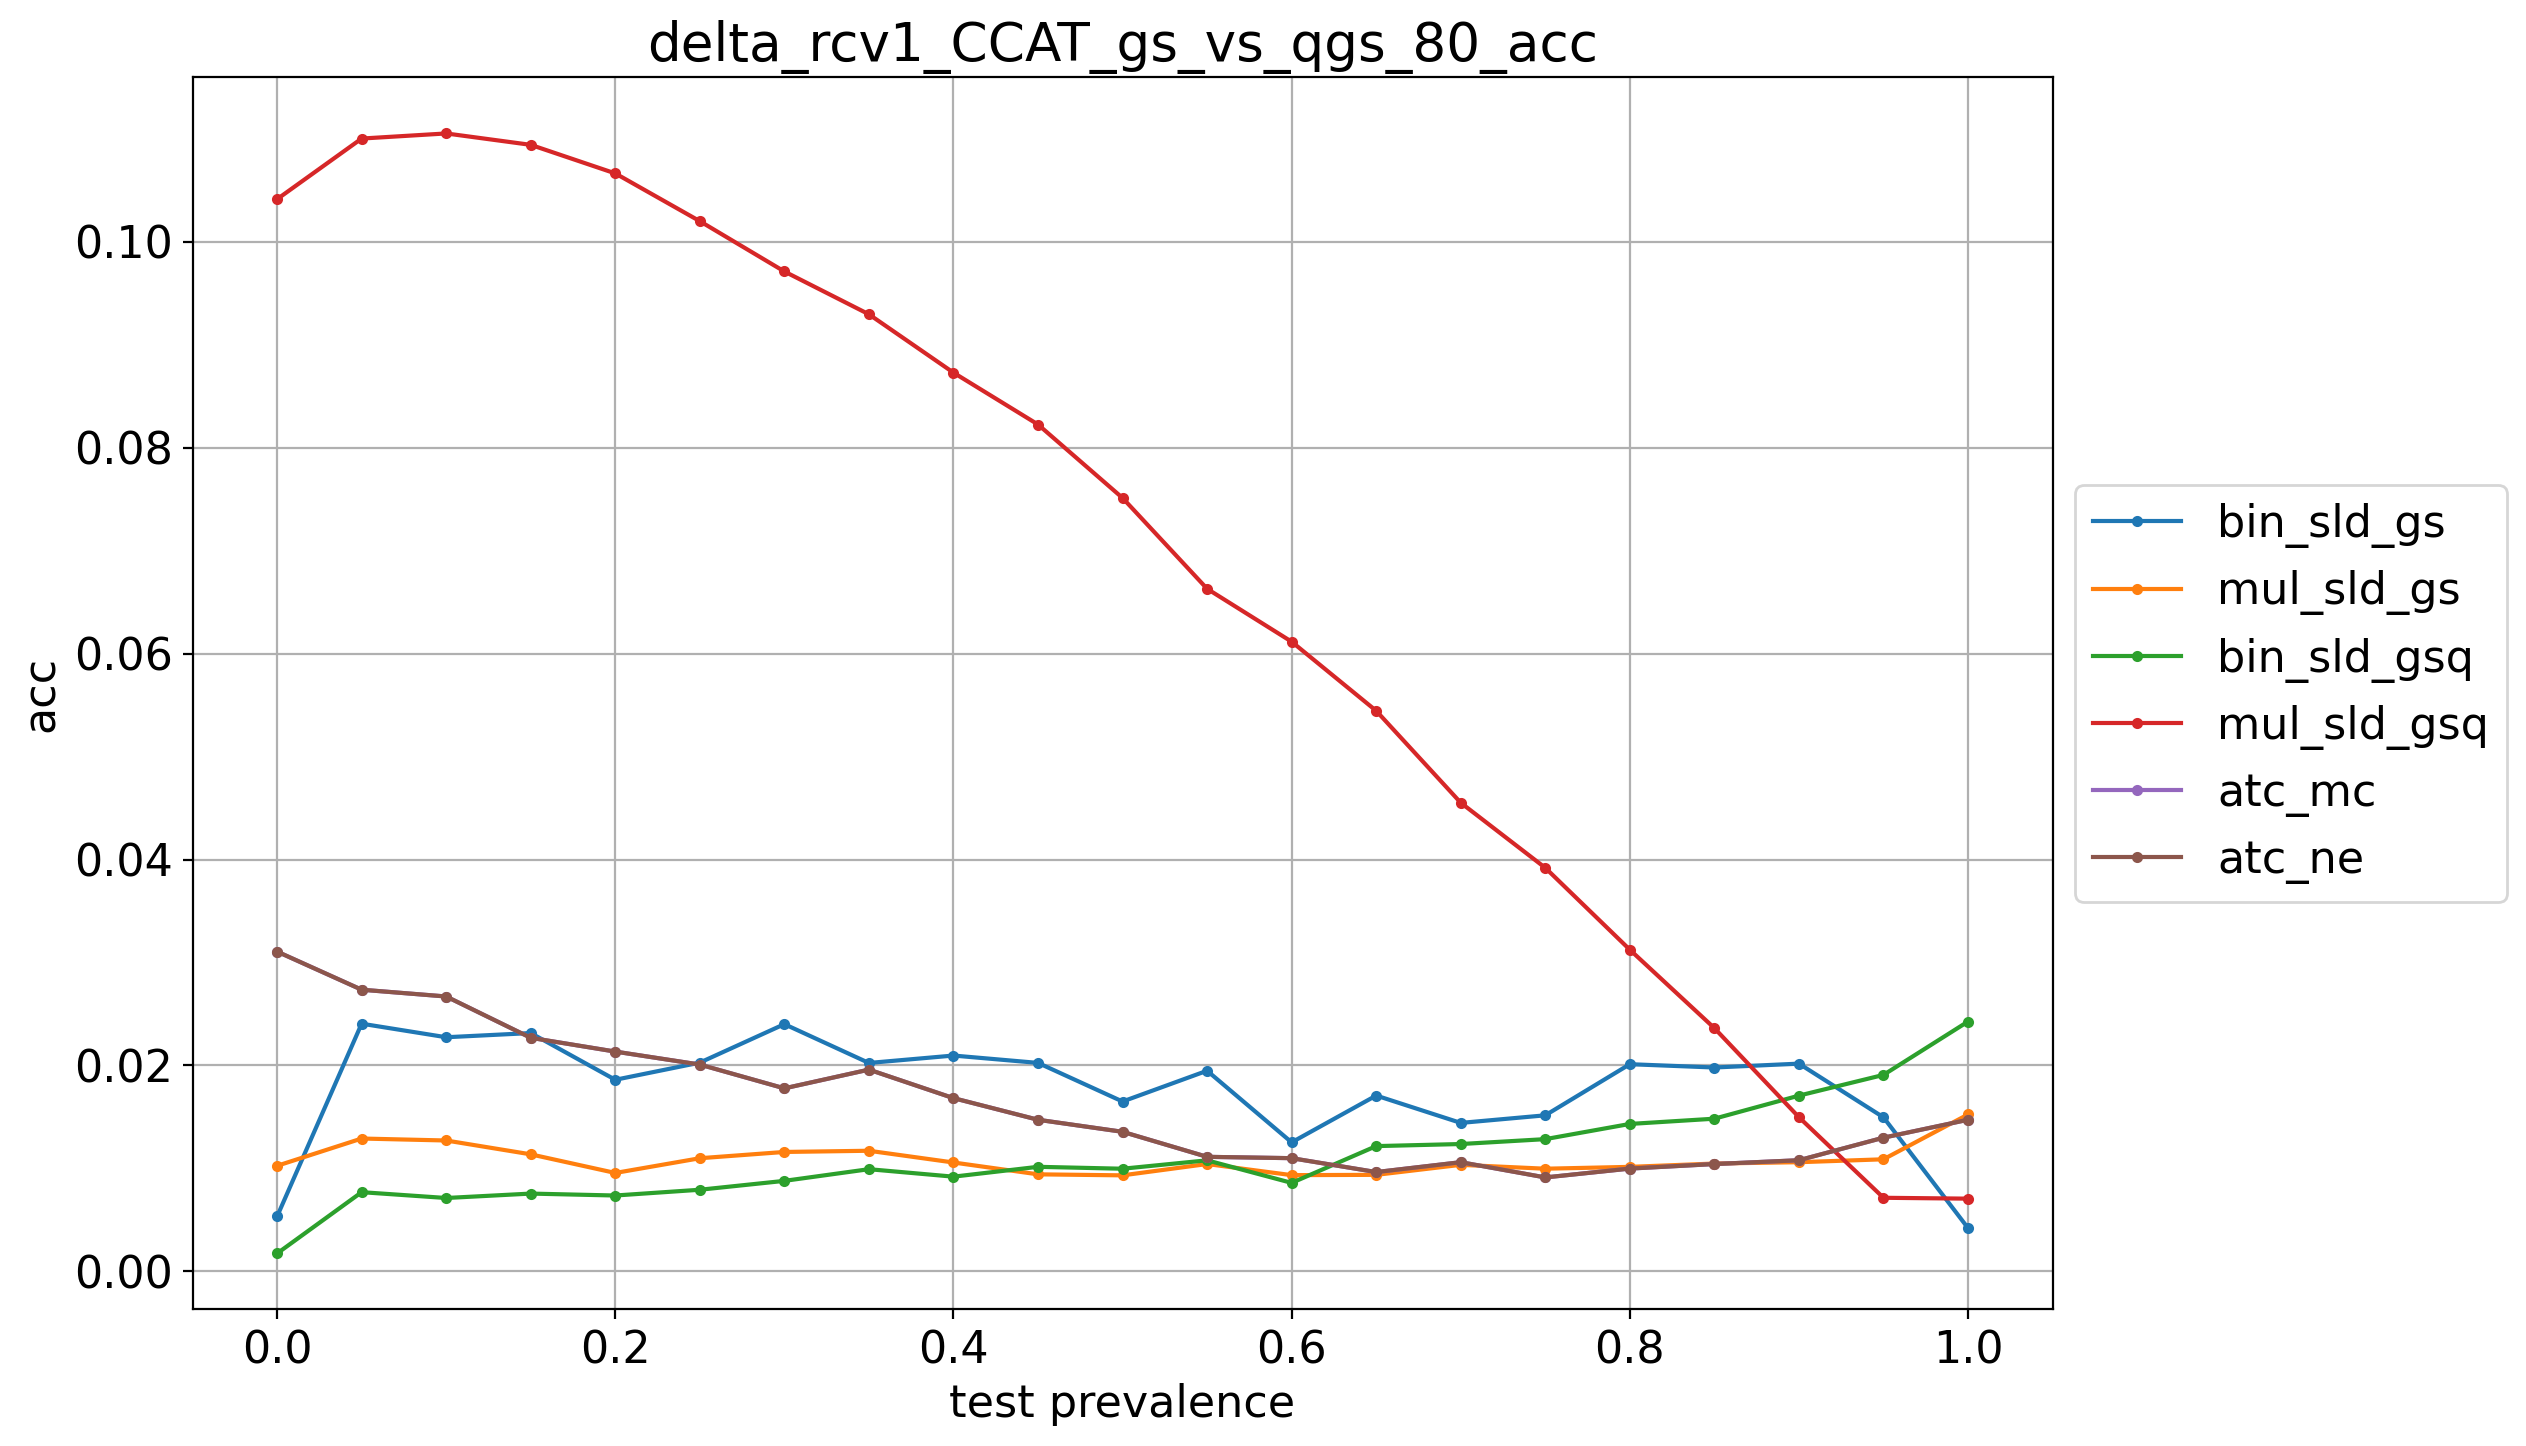 delta_rcv1_CCAT_gs_vs_qgs_80_acc
acc
0.10
0.08
0.06
0.04
0.02
0.00
0.0 0.2 0.4 0.6 0.8 1.0
test prevalence
bin_sld_gs
mul_sld_gs
bin_sld_gsq
mul_sld_gsq
atc_mc
atc_ne